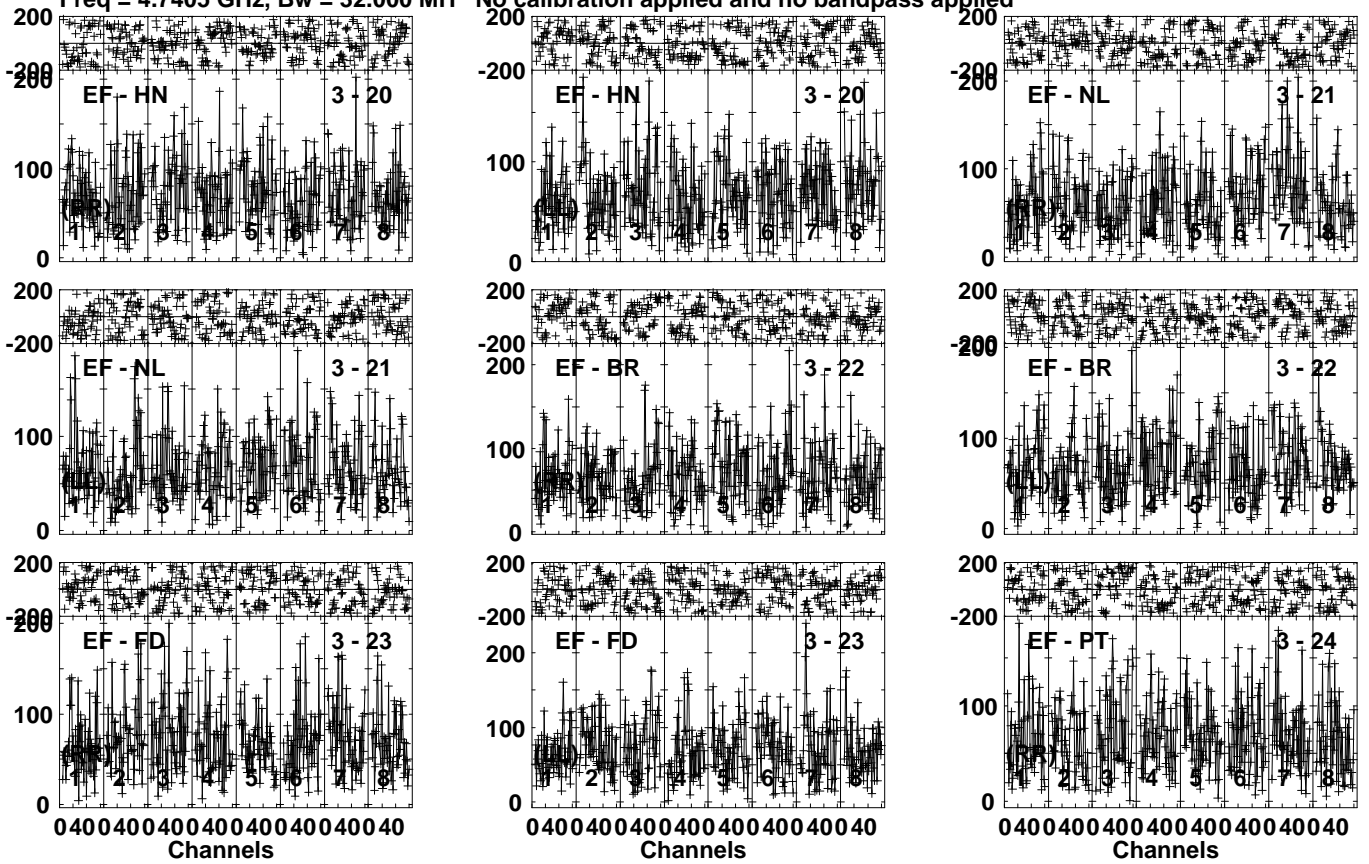 Freq = 4.7405 GHz, Bw = 32.000 MH No calibration applied and no bandpass applied
200 200 200
-200 -200 -200
200 200
EF - HN 3 - 20 EF - HN 3 - 20 EF - NL 3 - 21
100 100 100
(RR) (LL) (RR)
1 2 3 4 5 6 7 8 1 2 3 4 5 6 7 8 1 2 3 4 5 6 7 8
0 0 0
200 200 200
-200 -200 -200
200 200
EF - NL 3 - 21 EF - BR 3 - 22 EF - BR 3 - 22
100 100 100
(LL) (RR) (LL)
1 2 3 4 5 6 7 8 1 2 3 4 5 6 7 8 1 2 3 4 5 6 7 8
0 0 0
200 200 200
-200 -200 -200
200 200
EF - FD 3 - 23 EF - FD 3 - 23 EF - PT 3 - 24
100 100 100
(RR) (LL) (RR)
1 2 3 4 5 6 7 8 1 2 3 4 5 6 7 8 1 2 3 4 5 6 7 8
0 0 0
0 40 0 40 0 40 0 40 0 40 0 40 0 40 0 40 0 40 0 40 0 40 0 40 0 40 0 40 0 40 0 40 0 40 0 40 0 40 0 40 0 40 0 40 0 40 0 40
Channels Channels Channels